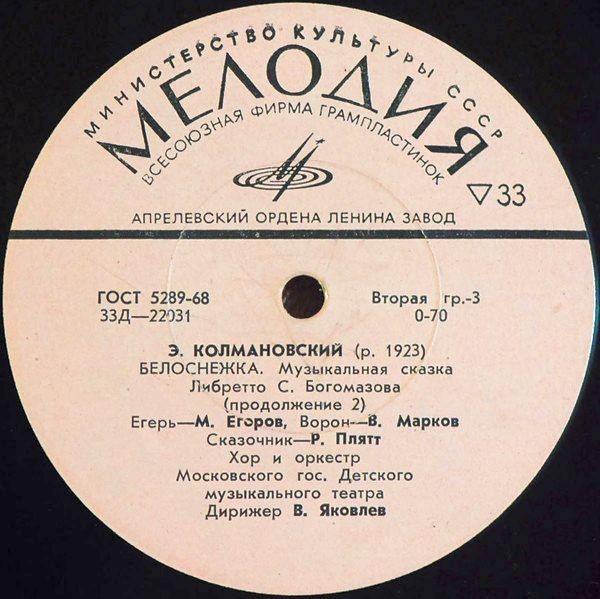 МИНИСТЕРСТВО КУЛЬТУРЫ СССР
МЕЛОДИЯ
ВСЕСОЮЗНАЯ ФИРМА ГРАМПЛАСТИНОК
▽33
АПРЕЛЕВСКИЙ ОРДЕНА ЛЕНИНА ЗАВОД
ГОСТ 5289-68 Вторая гр.-3
33Д—22031 0-70
Э. КОЛМАНОВСКИЙ (р. 1923)
БЕЛОСНЕЖКА. Музыкальная сказка
Либретто С. Богомазова
(продолжение 2)
Егерь—М. Егоров, Ворон—В. Марков
Сказочник—Р. Плятт
Хор и оркестр
Московского гос. Детского
музыкального театра
Дирижер В. Яковлев